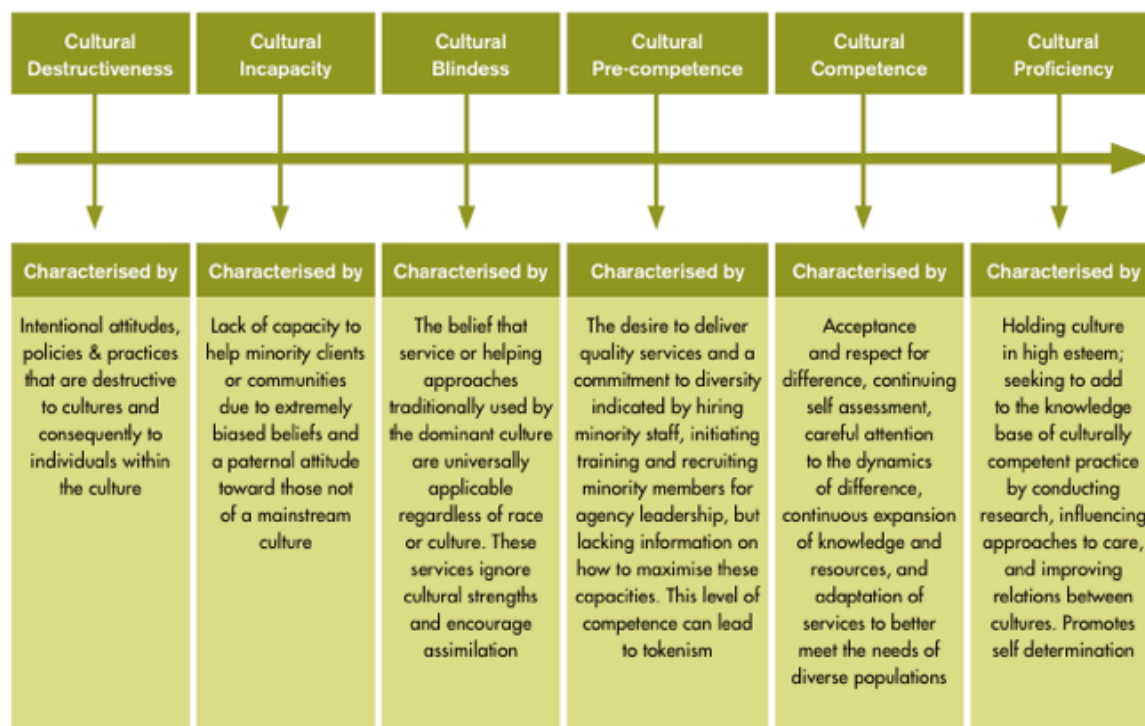 Cultural
Destructiveness
Cultural
Incapacity
Cultural
Blindess
Cultural
Pre-competence
Cultural
Competence
Cultural
Proficiency
Characterised by
Intentional attitudes,
policies & practices
that are destructive
to cultures and
consequently to
individuals within
the culture
Characterised by
Lack of capacity to
help minority clients
or communities
due to extremely
biased beliefs and
a paternal attitude
toward those not
of a mainstream
culture
Characterised by
The belief that
service or helping
approaches
traditionally used by
the dominant culture
are universally
applicable
regardless of race
or culture. These
services ignore
cultural strengths
and encourage
assimilation
Characterised by
The desire to deliver
quality services and a
commitment to diversity
indicated by hiring
minority staff, initiating
training and recruiting
minority members for
agency leadership, but
lacking information on
how to maximise these
capacities. This level of
competence can lead
to tokenism
Characterised by
Acceptance
and respect for
difference, continuing
self assessment,
careful attention
to the dynamics
of difference,
continuous expansion
of knowledge and
resources, and
adaptation of
services to better
meet the needs of
diverse populations
Characterised by
Holding culture
in high esteem;
seeking to add
to the knowledge
base of culturally
competent practice
by conducting
research, influencing
approaches to care,
and improving
relations between
cultures. Promotes
self determination